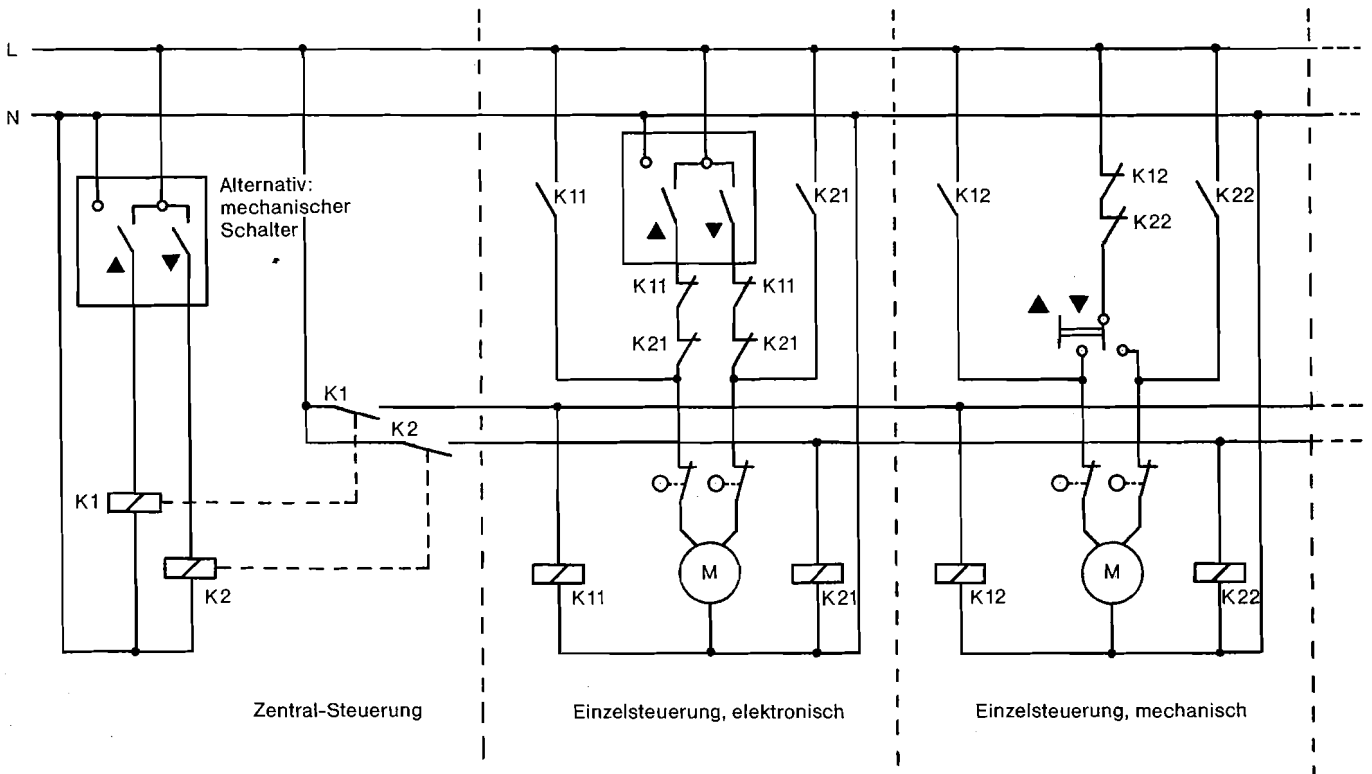 L
N
Alternativ:
mechanischer
Schalter
K11
K21
K12
K12
K22
K22
K11
K11
K21
K21
K1
K2
K1
K2
K11
M
K21
K12
M
K22
Zentral-Steuerung
Einzelsteuerung, elektronisch
Einzelsteuerung, mechanisch